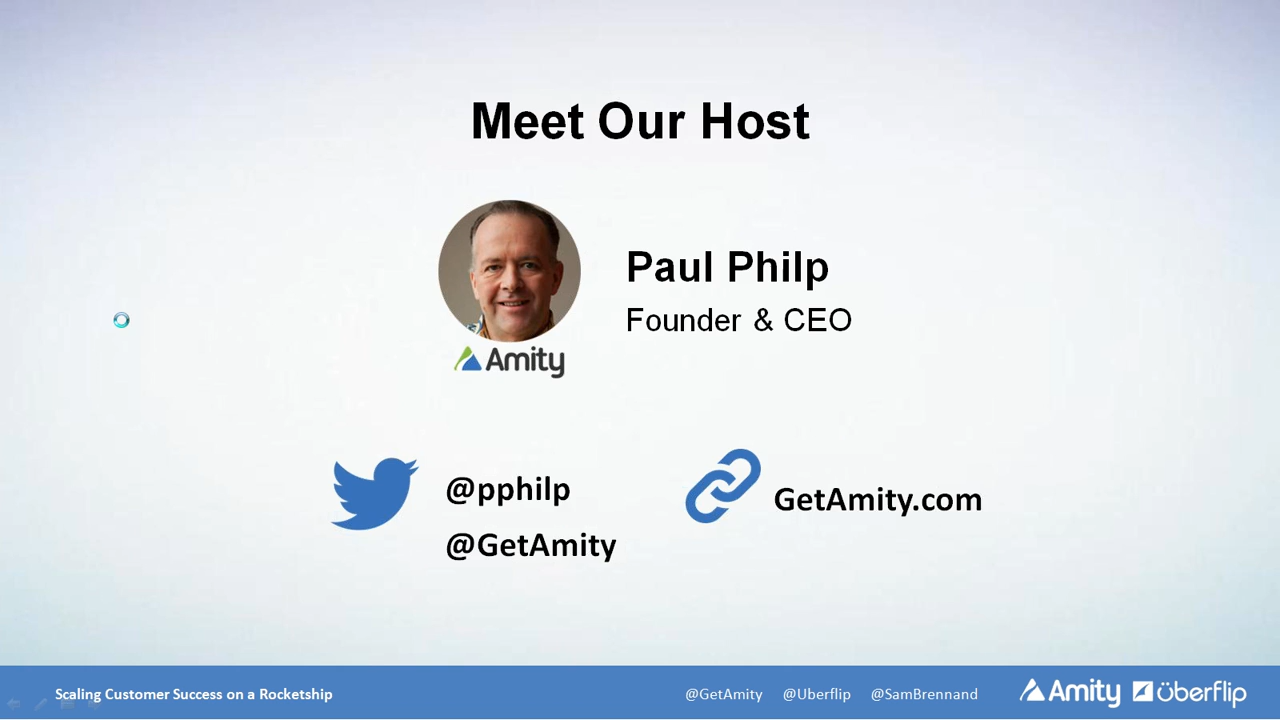 Meet Our Host
Paul Philp
Founder & CEO
Amity
@pphilp
@GetAmity
GetAmity.com
Scaling Customer Success on a Rocketship
@GetAmity @Uberflip @SamBrennand
Amity überflip